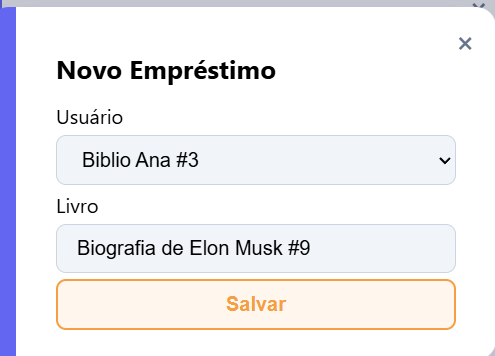 ×
Novo Empréstimo
Usuário
Biblio Ana #3
Livro
Biografia de Elon Musk #9
Salvar